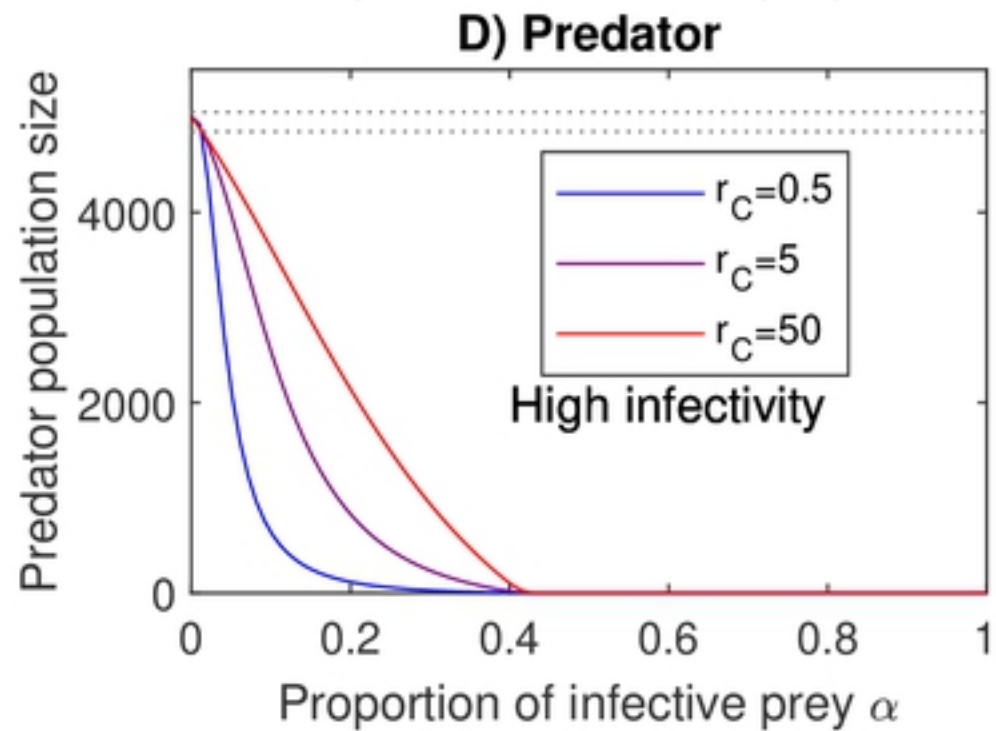 D) Predator
Predator population size
4000
2000
0
r_C=0.5
r_C=5
r_C=50
High infectivity
0 0.2 0.4 0.6 0.8 1
Proportion of infective prey α